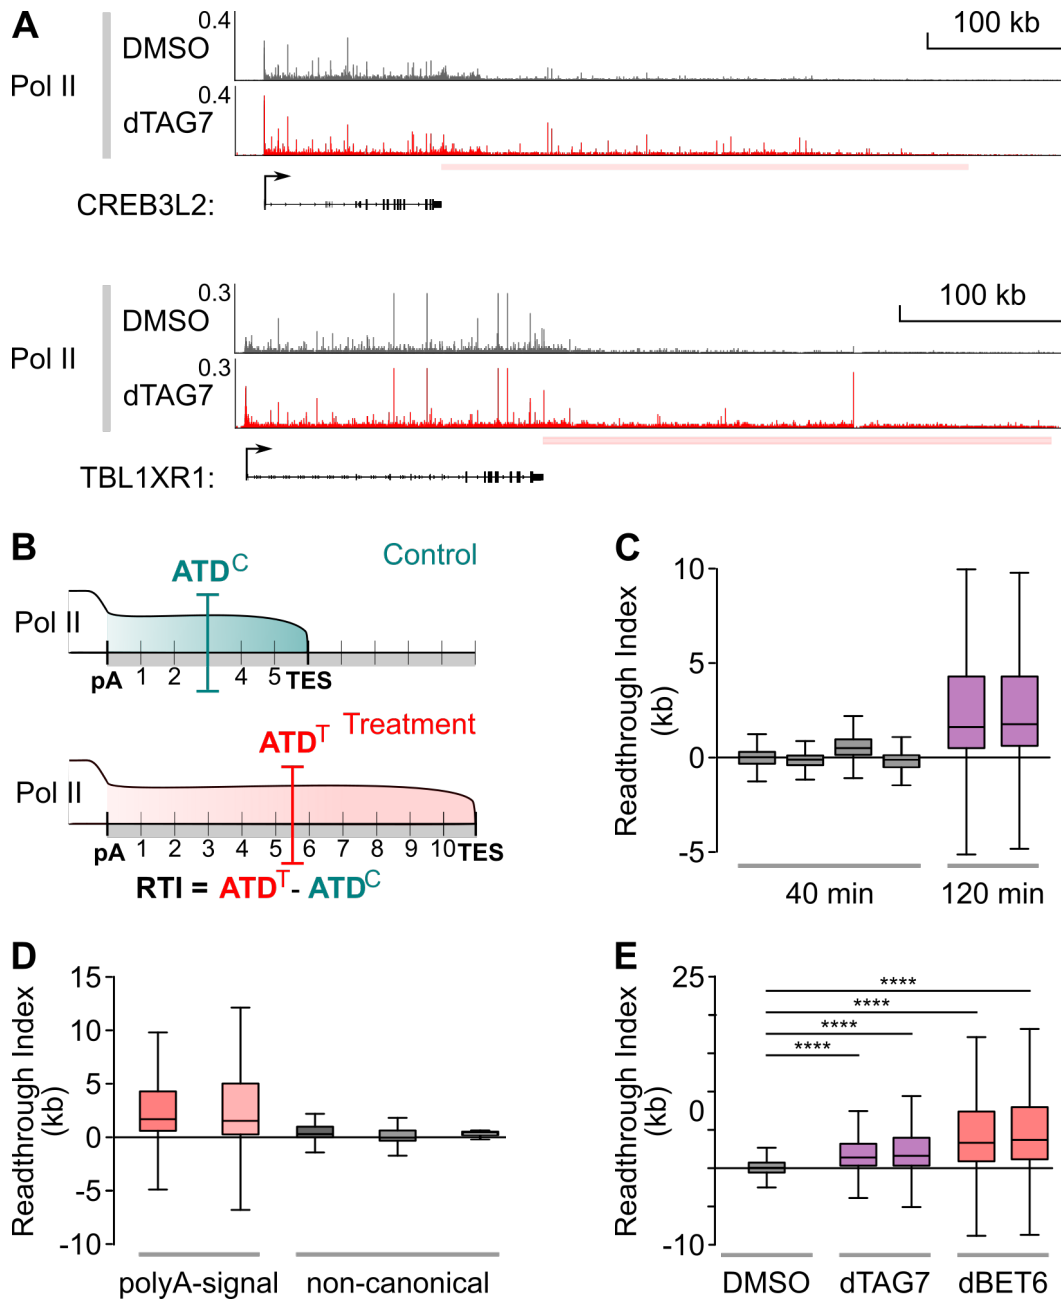 A
0.4
DMSO
100 kb
Pol II
0.4
dTAG7
CREB3L2:
0.3
DMSO
100 kb
Pol II
0.3
dTAG7
TBL1XR1:
B
Control
ATDC
Pol II
pA 1 2 4 5 TES
Treatment
ATDT
Pol II
pA 1 2 3 4 5 6 7 8 9 10 TES
RTI = ATDT - ATDC
C
Readthrough Index
(kb)
10
5
0
-5
40 min
120 min
D
Readthrough Index
(kb)
15
10
5
0
-5
-10
polyA-signal
non-canonical
E
Readthrough Index
(kb)
25
0
-10
****
****
****
****
DMSO
dTAG7
dBET6